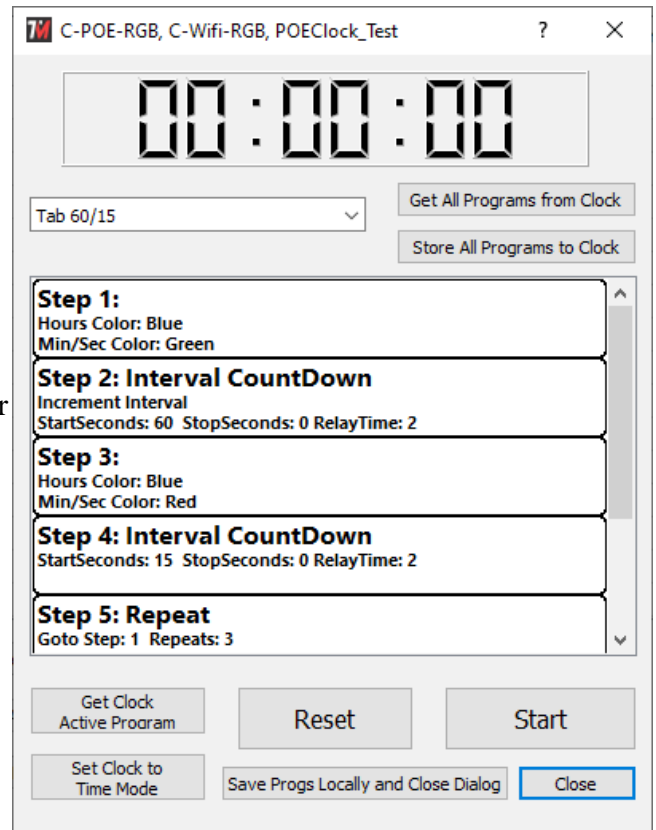 7M C-POE-RGB, C-Wifi-RGB, POEClock_Test ? ×
00:00:00
Tab 60/15
Get All Programs from Clock
Store All Programs to Clock
Step 1:
Hours Color: Blue
Min/Sec Color: Green
r
Step 2: Interval CountDown
Increment Interval
StartSeconds: 60 StopSeconds: 0 RelayTime: 2
Step 3:
Hours Color: Blue
Min/Sec Color: Red
Step 4: Interval CountDown
StartSeconds: 15 StopSeconds: 0 RelayTime: 2
Step 5: Repeat
Goto Step: 1 Repeats: 3
Get Clock
Active Program
Reset
Start
Set Clock to
Time Mode
Save Progs Locally and Close Dialog
Close